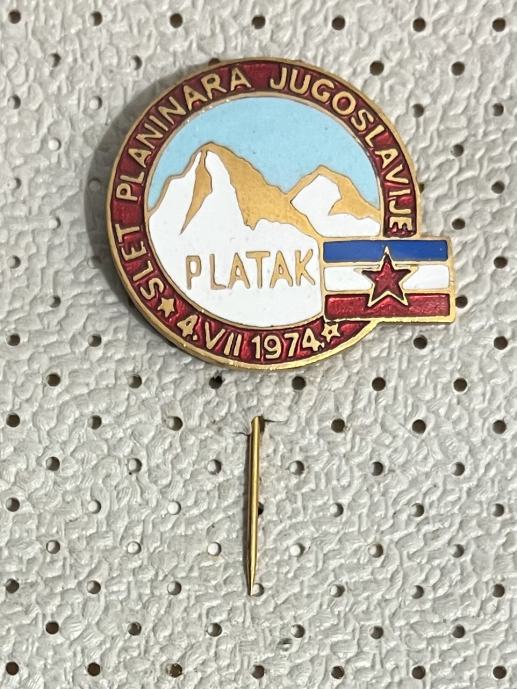 SLET PLANINARA JUGOSLAVIJE
PLATAK
4.VII 1974.